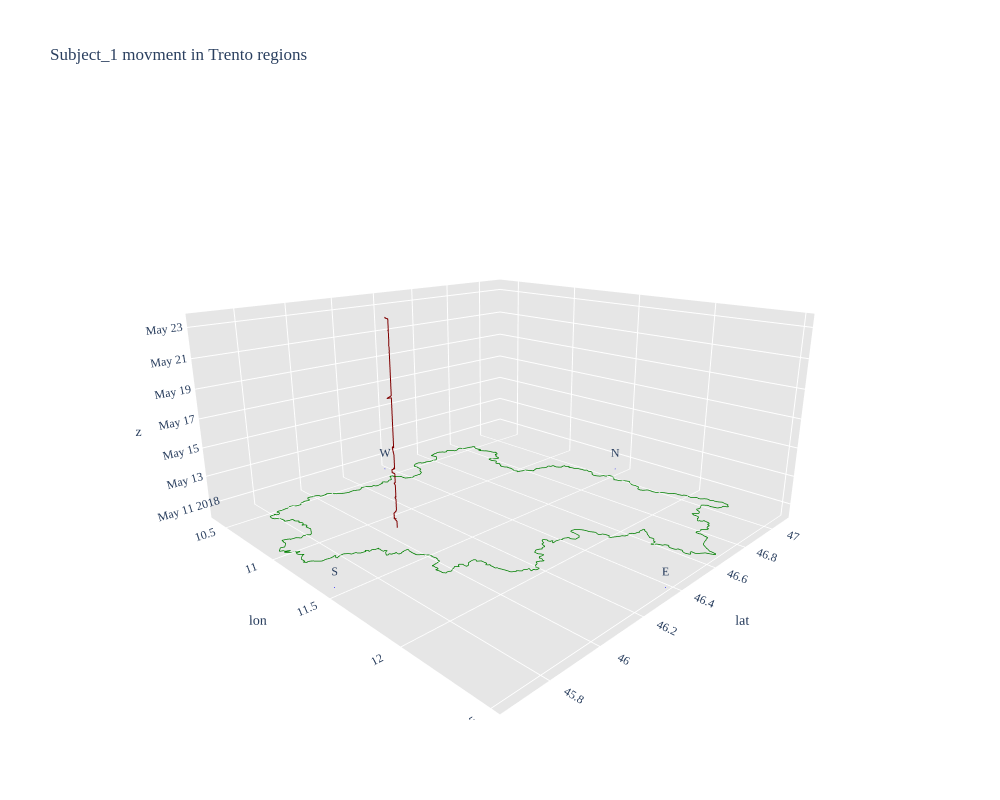 Subject_1 movment in Trento regions
May 23
May 21
May 19
May 17
z
May 15
May 13
May 11 2018
W
N
S
E
10.5
11
11.5
12
lon
47
46.8
46.6
46.4
46.2
46
45.8
lat